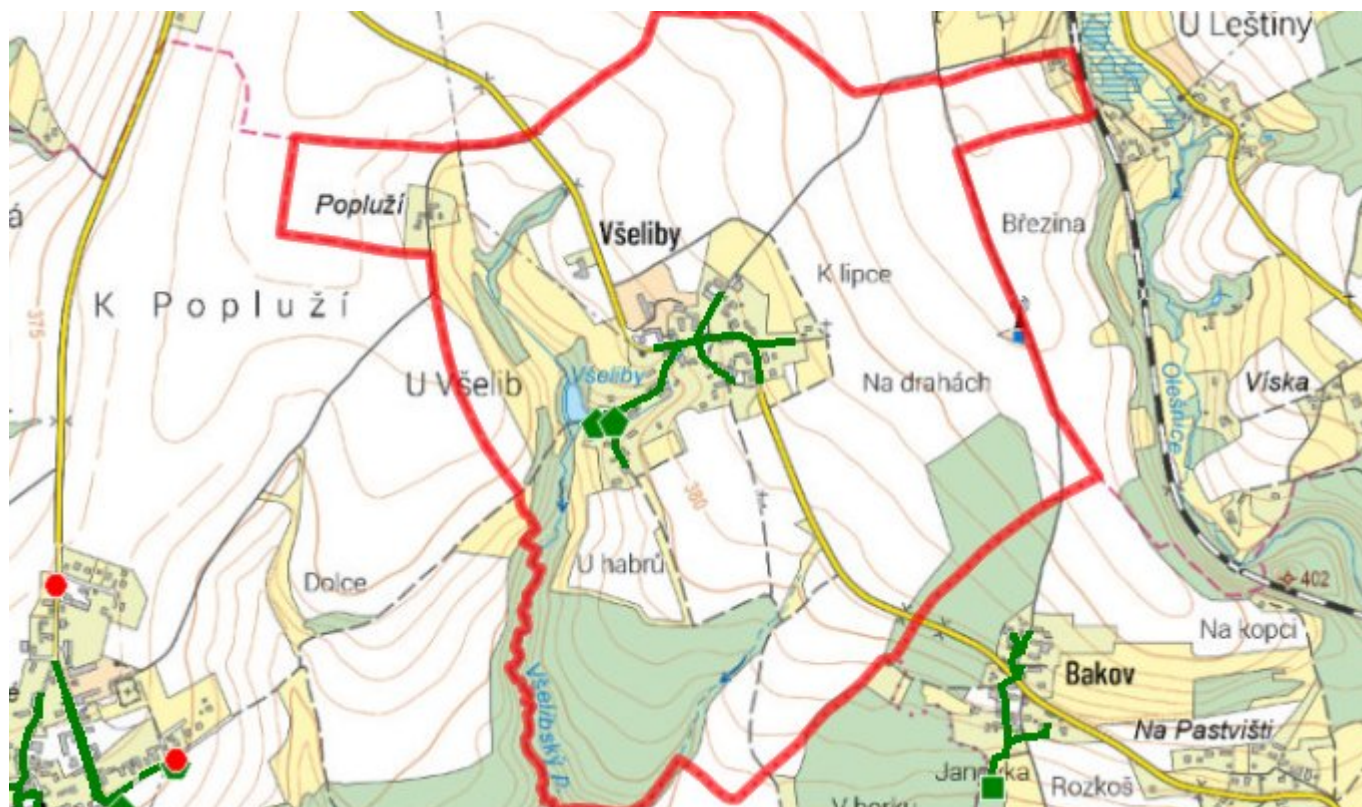 U Leštiny
Popluží
Všeliby
Březina
K lipce
K Popluží
375
U Všelib
Všeliby
Na drahách
Víska
Olešnice
380
U habrů
Dolce
402
Na kopci
Všelibský p.
Bakov
Na Pastvišti
Rozkoš
V borku